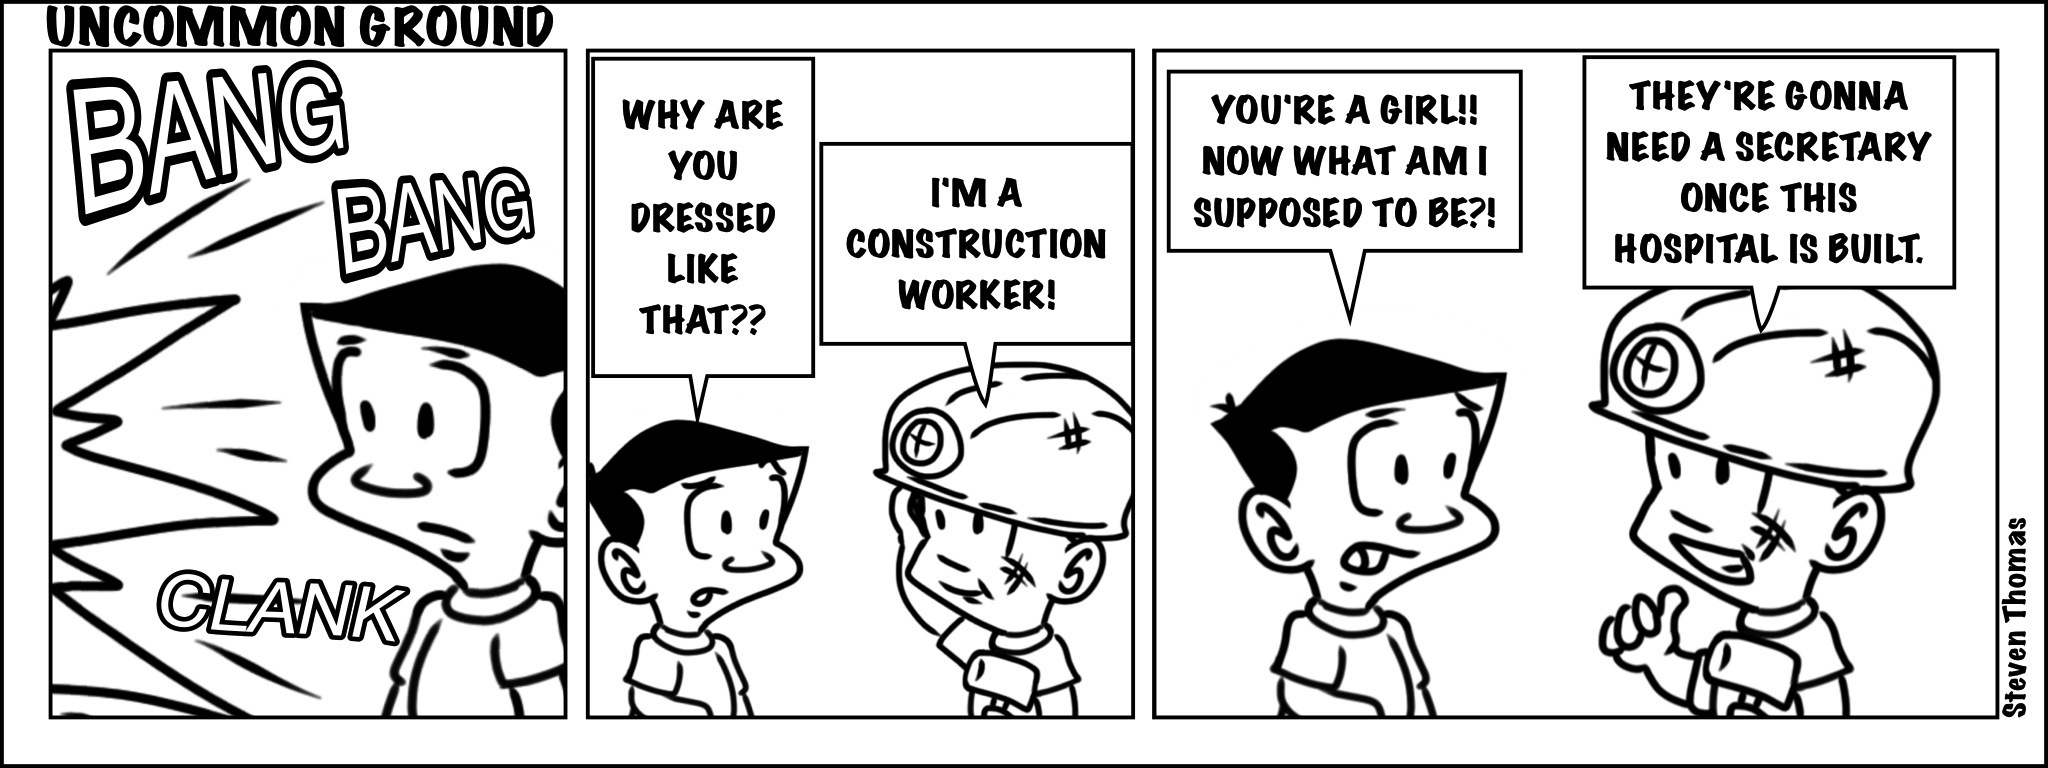 UNCOMMON GROUND
BANG
BANG
CLANK
WHY ARE
YOU
DRESSED
LIKE
THAT??
I'M A
CONSTRUCTION
WORKER!
YOU'RE A GIRL!!
NOW WHAT AM I
SUPPOSED TO BE?!
THEY'RE GONNA
NEED A SECRETARY
ONCE THIS
HOSPITAL IS BUILT.
Steven Thomas